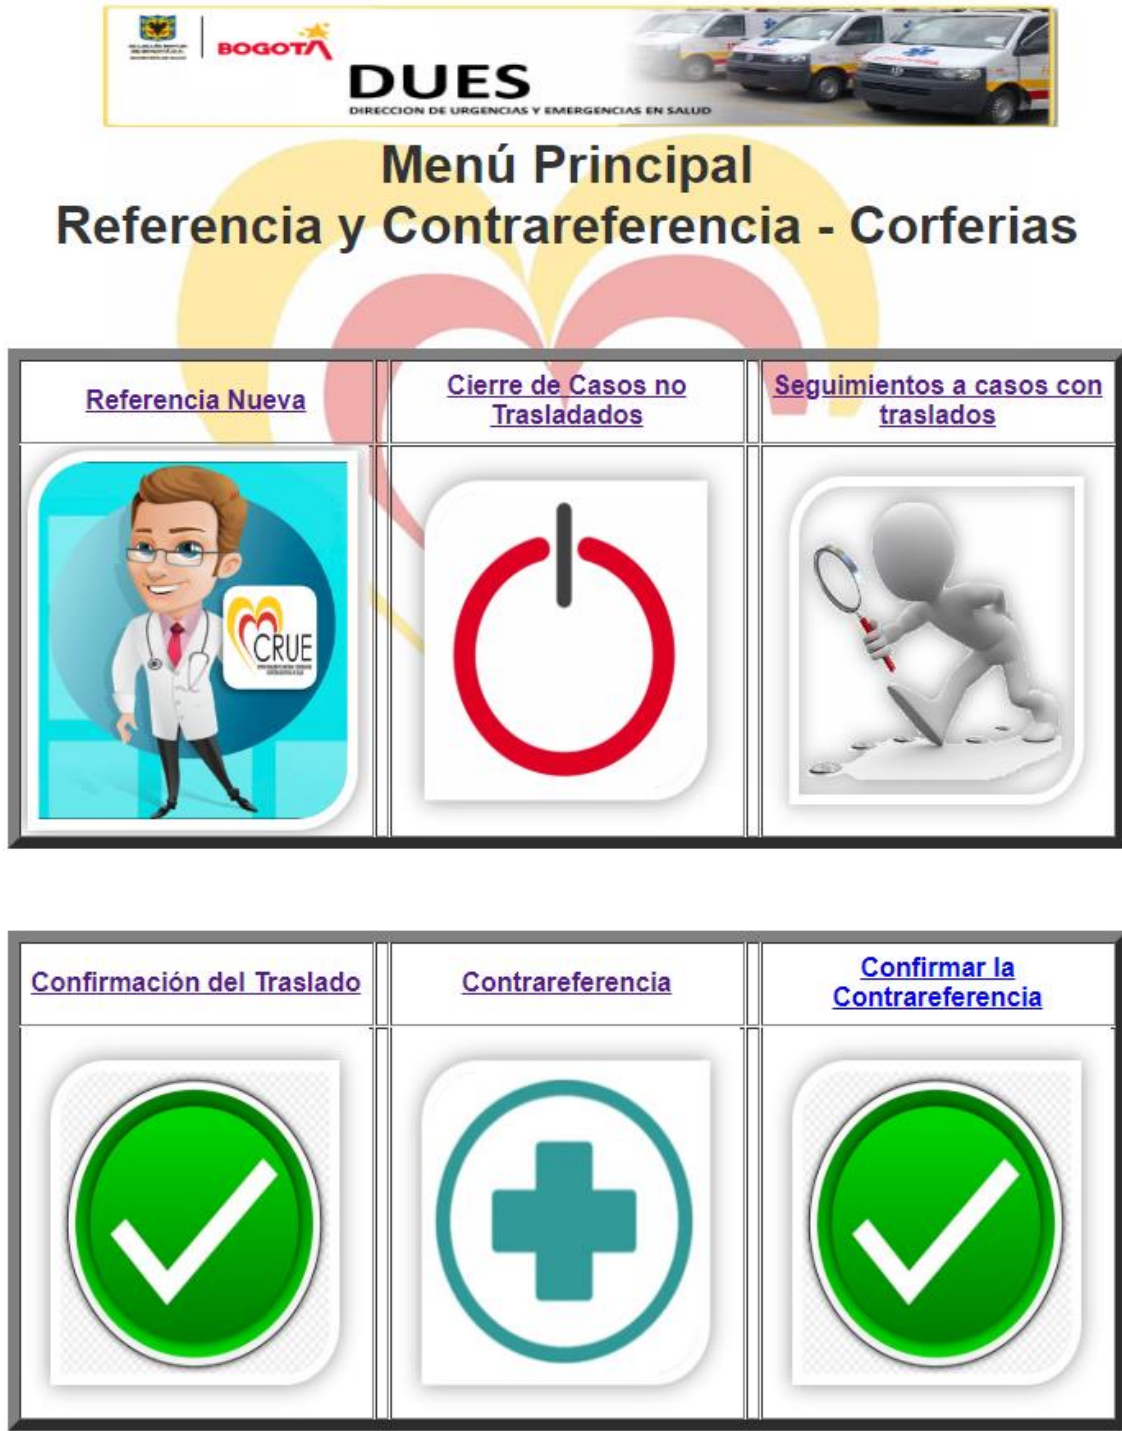 BOGOTÁ
DUES
DIRECCIÓN DE URGENCIAS Y EMERGENCIAS EN SALUD
Menú Principal
Referencia y Contrareferencia - Corferias
Referencia Nueva
Cierre de Casos no
Trasladados
Seguimientos a casos con
traslados
CRUE
Confirmación del Traslado
Contrareferencia
Confirmar la
Contrareferencia